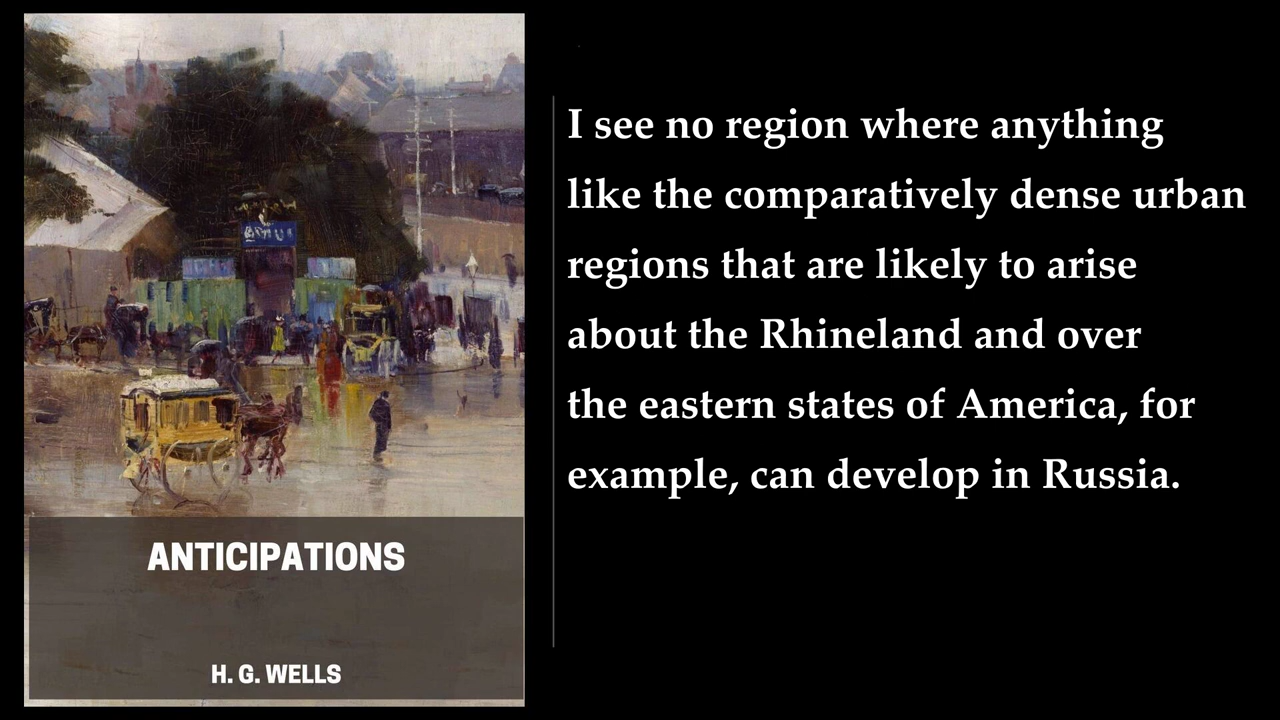 ANTICIPATIONS
H. G. WELLS
I see no region where anything
like the comparatively dense urban
regions that are likely to arise
about the Rhineland and over
the eastern states of America, for
example, can develop in Russia.